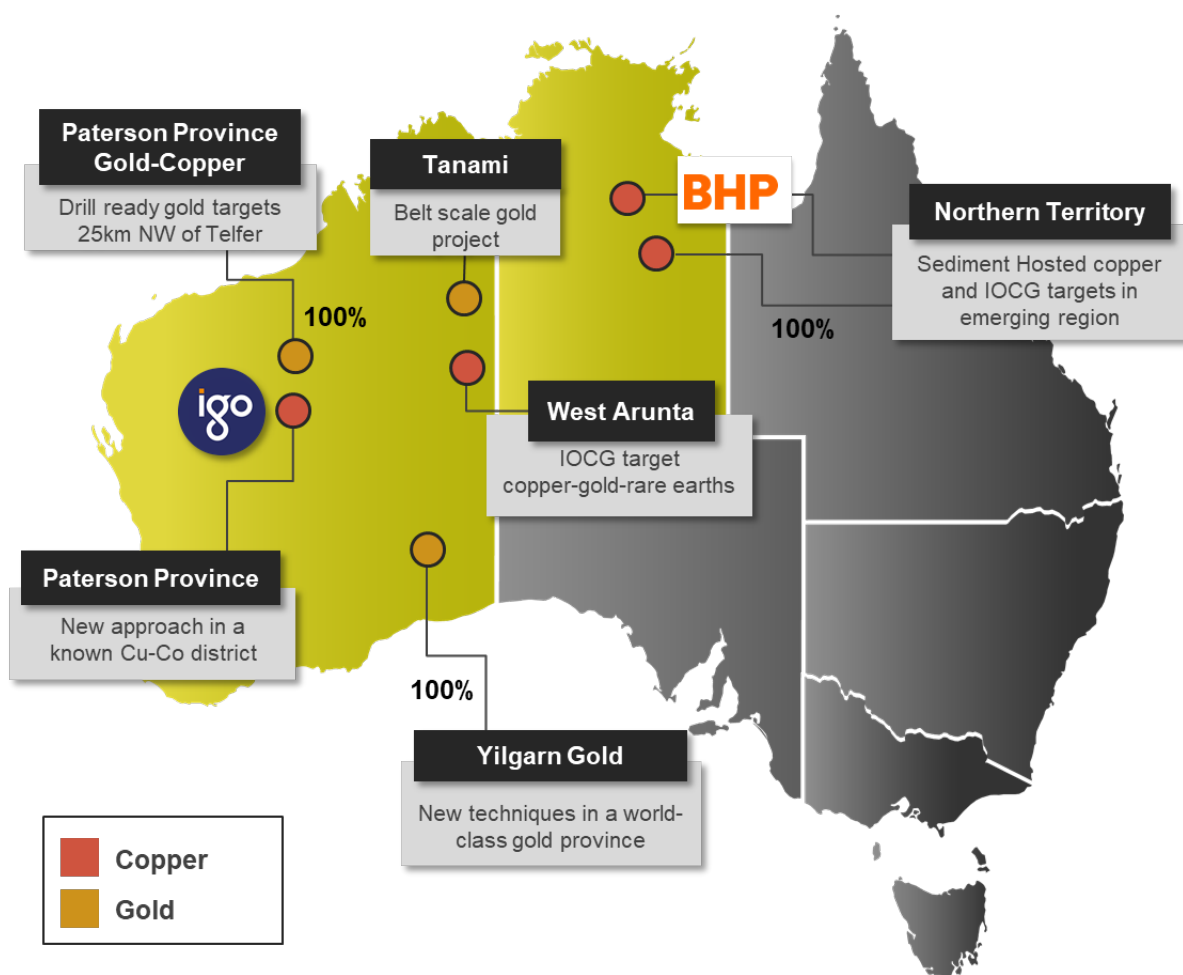 Paterson Province
Gold-Copper
Drill ready gold targets
25km NW of Telfer
Tanami
Belt scale gold
project
BHP
Northern Territory
Sediment Hosted copper
and IOCG targets in
emerging region
100%
100%
igo
West Arunta
IOCG target
copper-gold-rare earths
Paterson Province
New approach in a
known Cu-Co district
100%
Yilgarn Gold
New techniques in a world-
class gold province
Copper
Gold